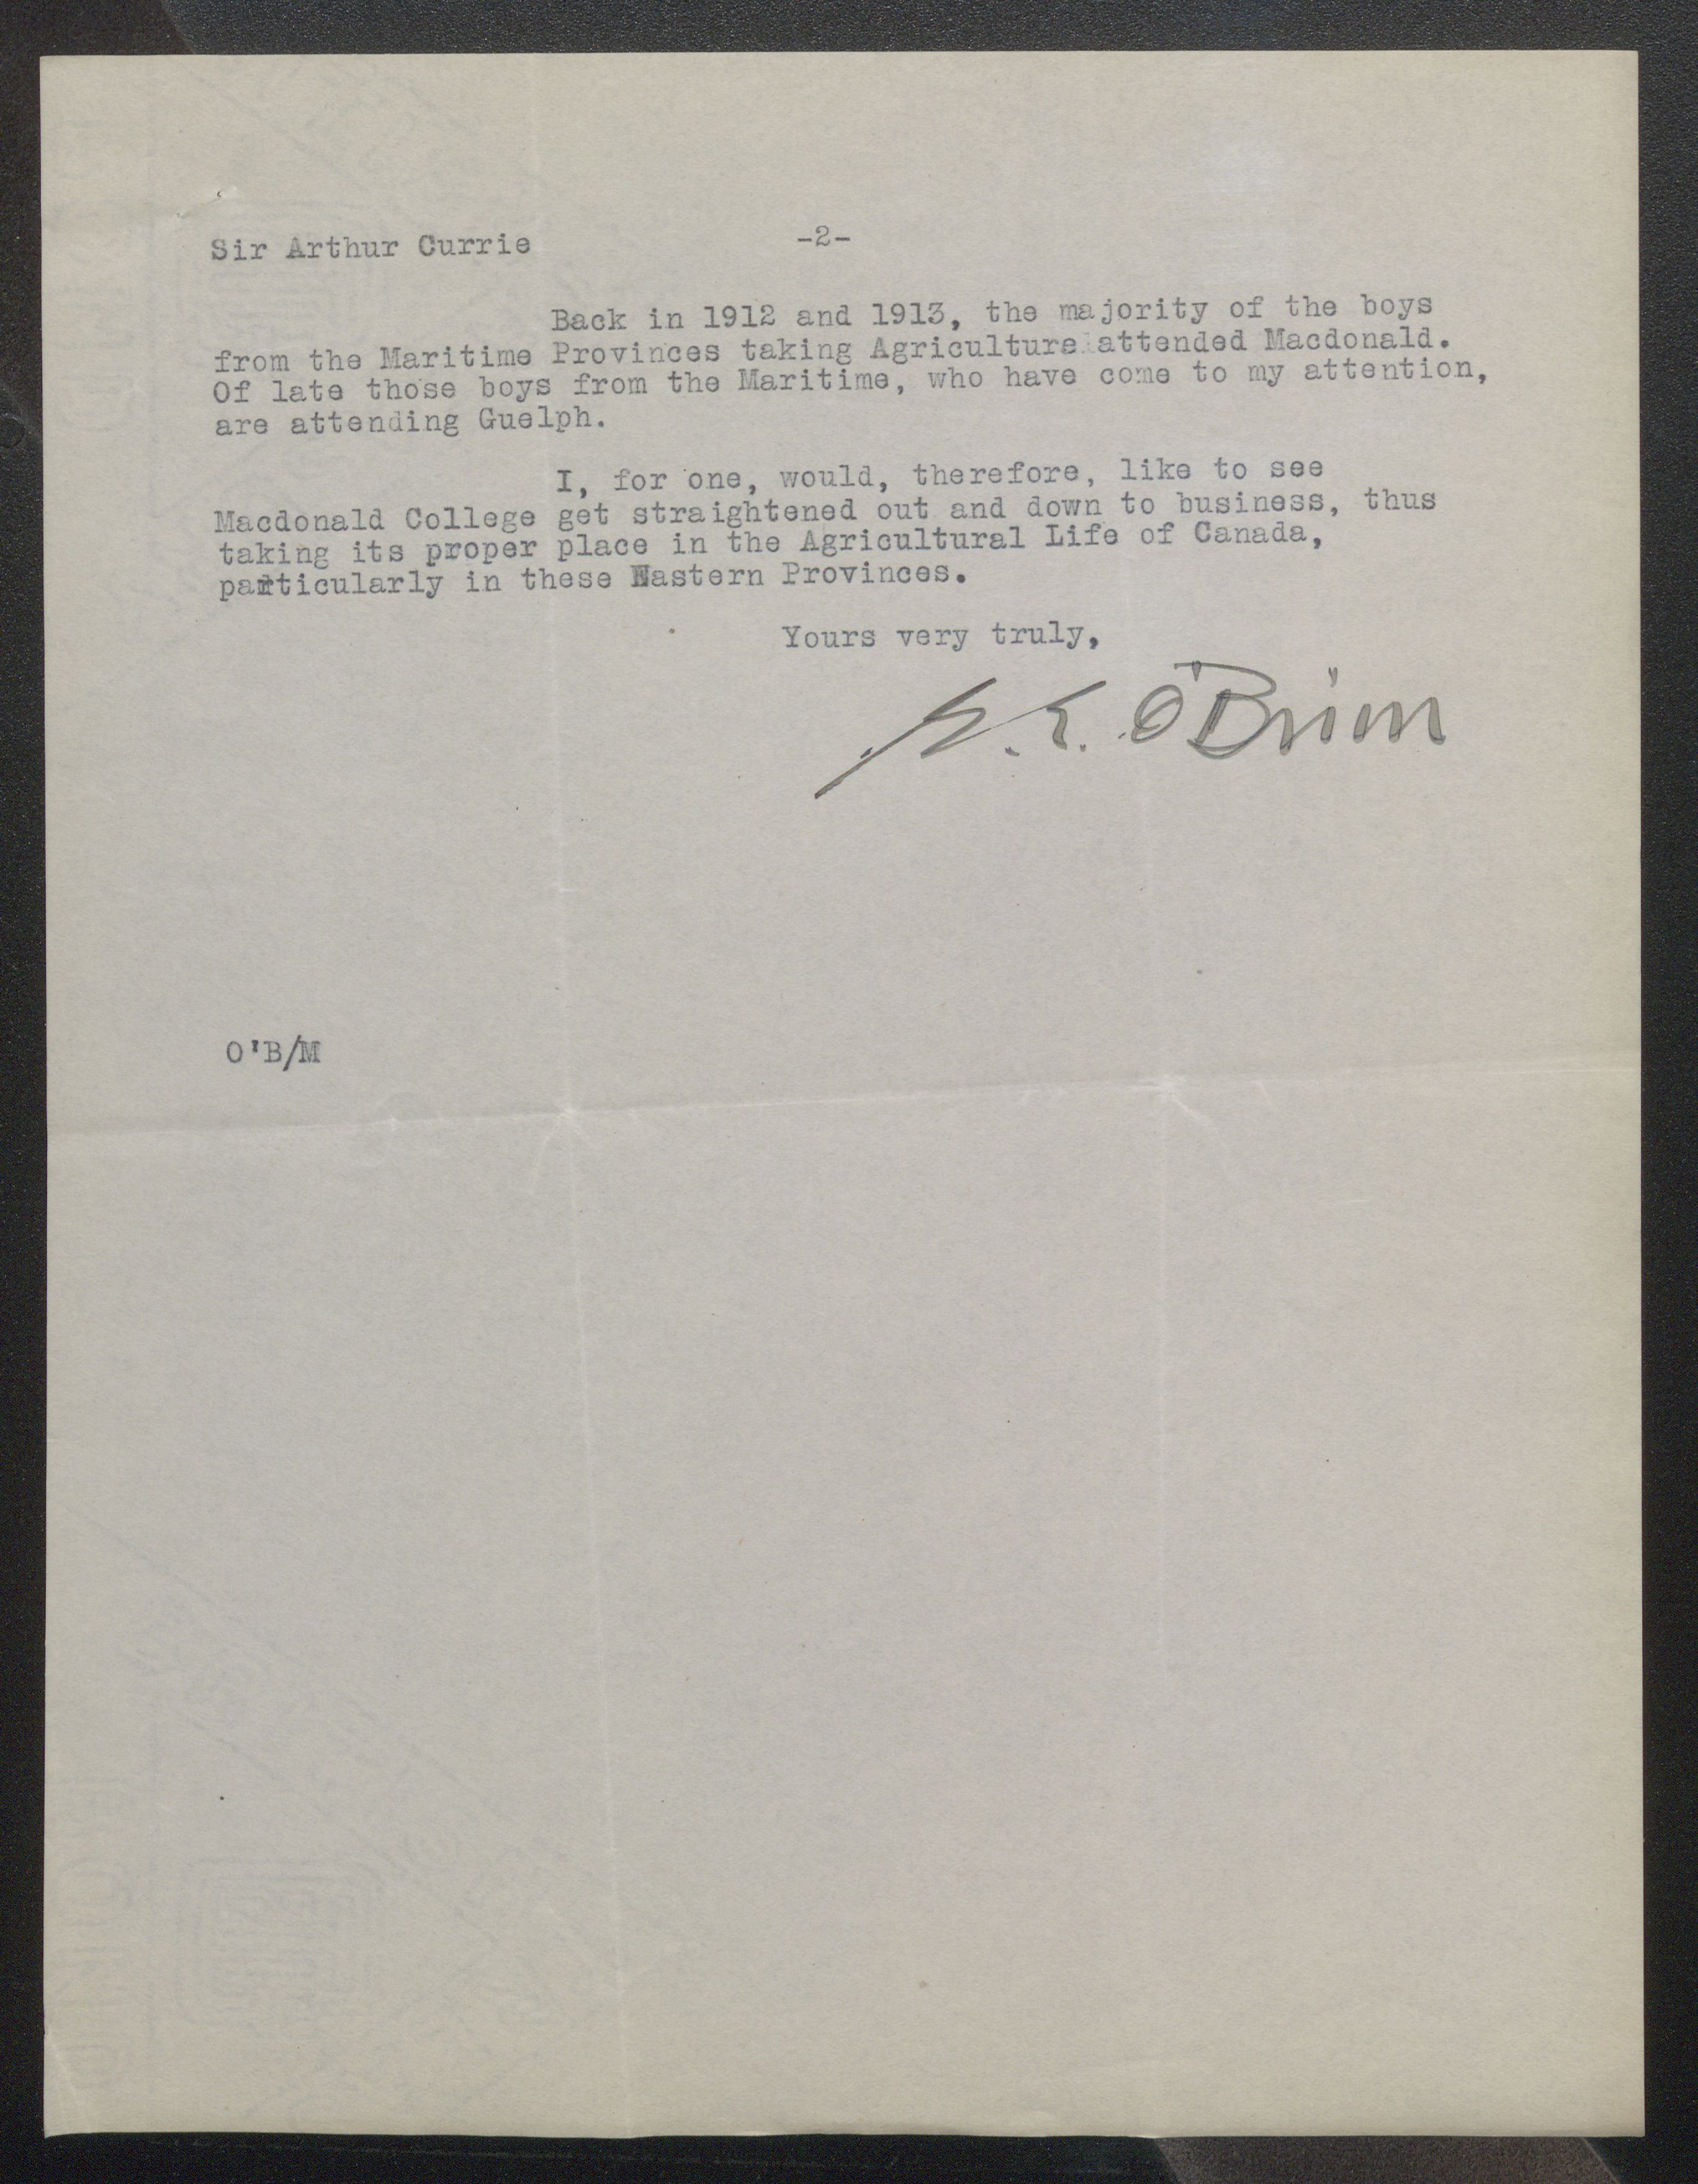 Sir Arthur Currie -2-
Back in 1912 and 1913, the majority of the boys
from the Maritime Provinces taking Agriculture attended Macdonald.
Of late those boys from the Maritime, who have come to my attention,
are attending Guelph.
I, for one, would, therefore, like to see
Macdonald College get straightened out and down to business, thus
taking its proper place in the Agricultural Life of Canada,
particularly in these Eastern Provinces.
Yours very truly,
O'Brien
O'B/M